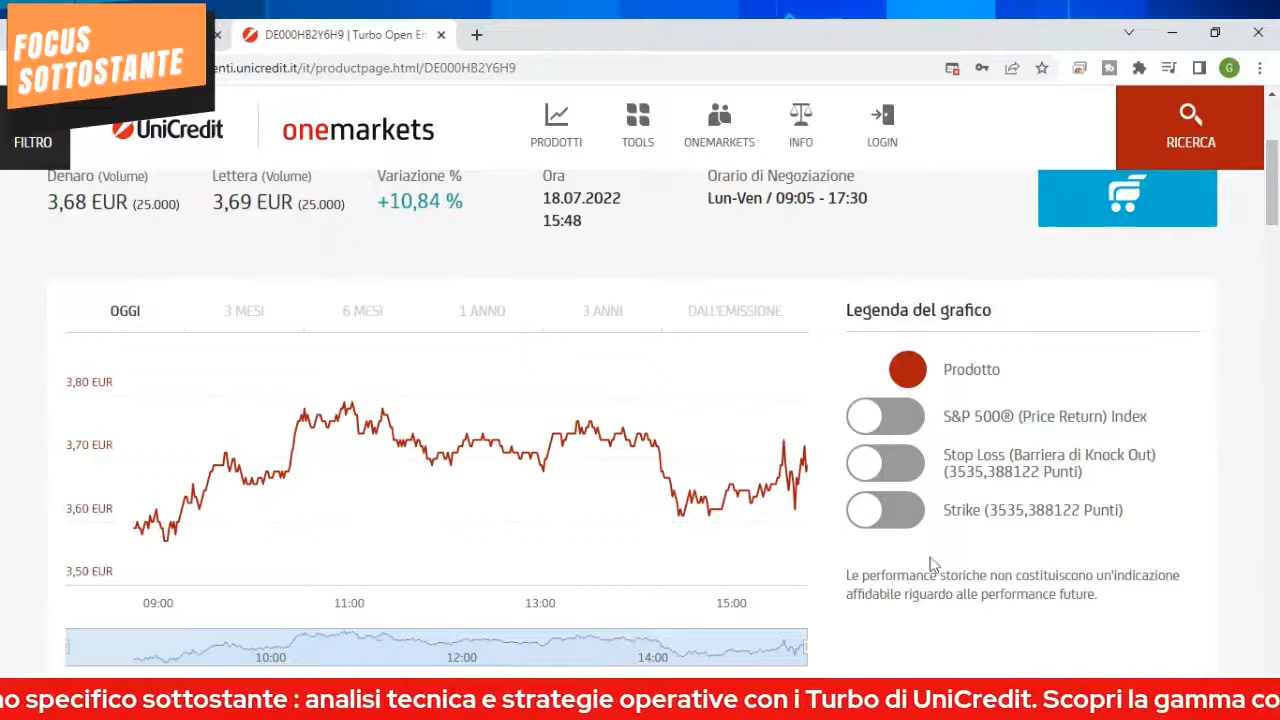 FOCUS
SOTTOSTANTE
DE000HB2Y6H9 | Turbo Open En
enti.unicredit.it/it/productpage.html/DE000HB2Y6H9
G
FILTRO
UniCredit
onemarkets
PRODOTTI
TOOLS
ONEMARKETS
INFO
LOGIN
RICERCA
Denaro (Volume)
Lettera (Volume)
Variazione %
Ora
Orario di Negoziazione
3,68 EUR (25.000)
3,69 EUR (25.000)
+10,84 %
18.07.2022
15:48
Lun-Ven / 09:05 - 17:30
OGGI
3 MESI
6 MESI
1 ANNO
3 ANNI
DALL'EMISSIONE
Legenda del grafico
3,80 EUR
3,70 EUR
3,60 EUR
3,50 EUR
09:00
11:00
13:00
15:00
10:00
12:00
14:00
Prodotto
S&P 500® (Price Return) Index
Stop Loss (Barriera di Knock Out)
(3535,388122 Punti)
Strike (3535,388122 Punti)
Le performance storiche non costituiscono un'indicazione
affidabile riguardo alle performance future.
no specifico sottostante : analisi tecnica e strategie operative con i Turbo di UniCredit. Scopri la gamma co